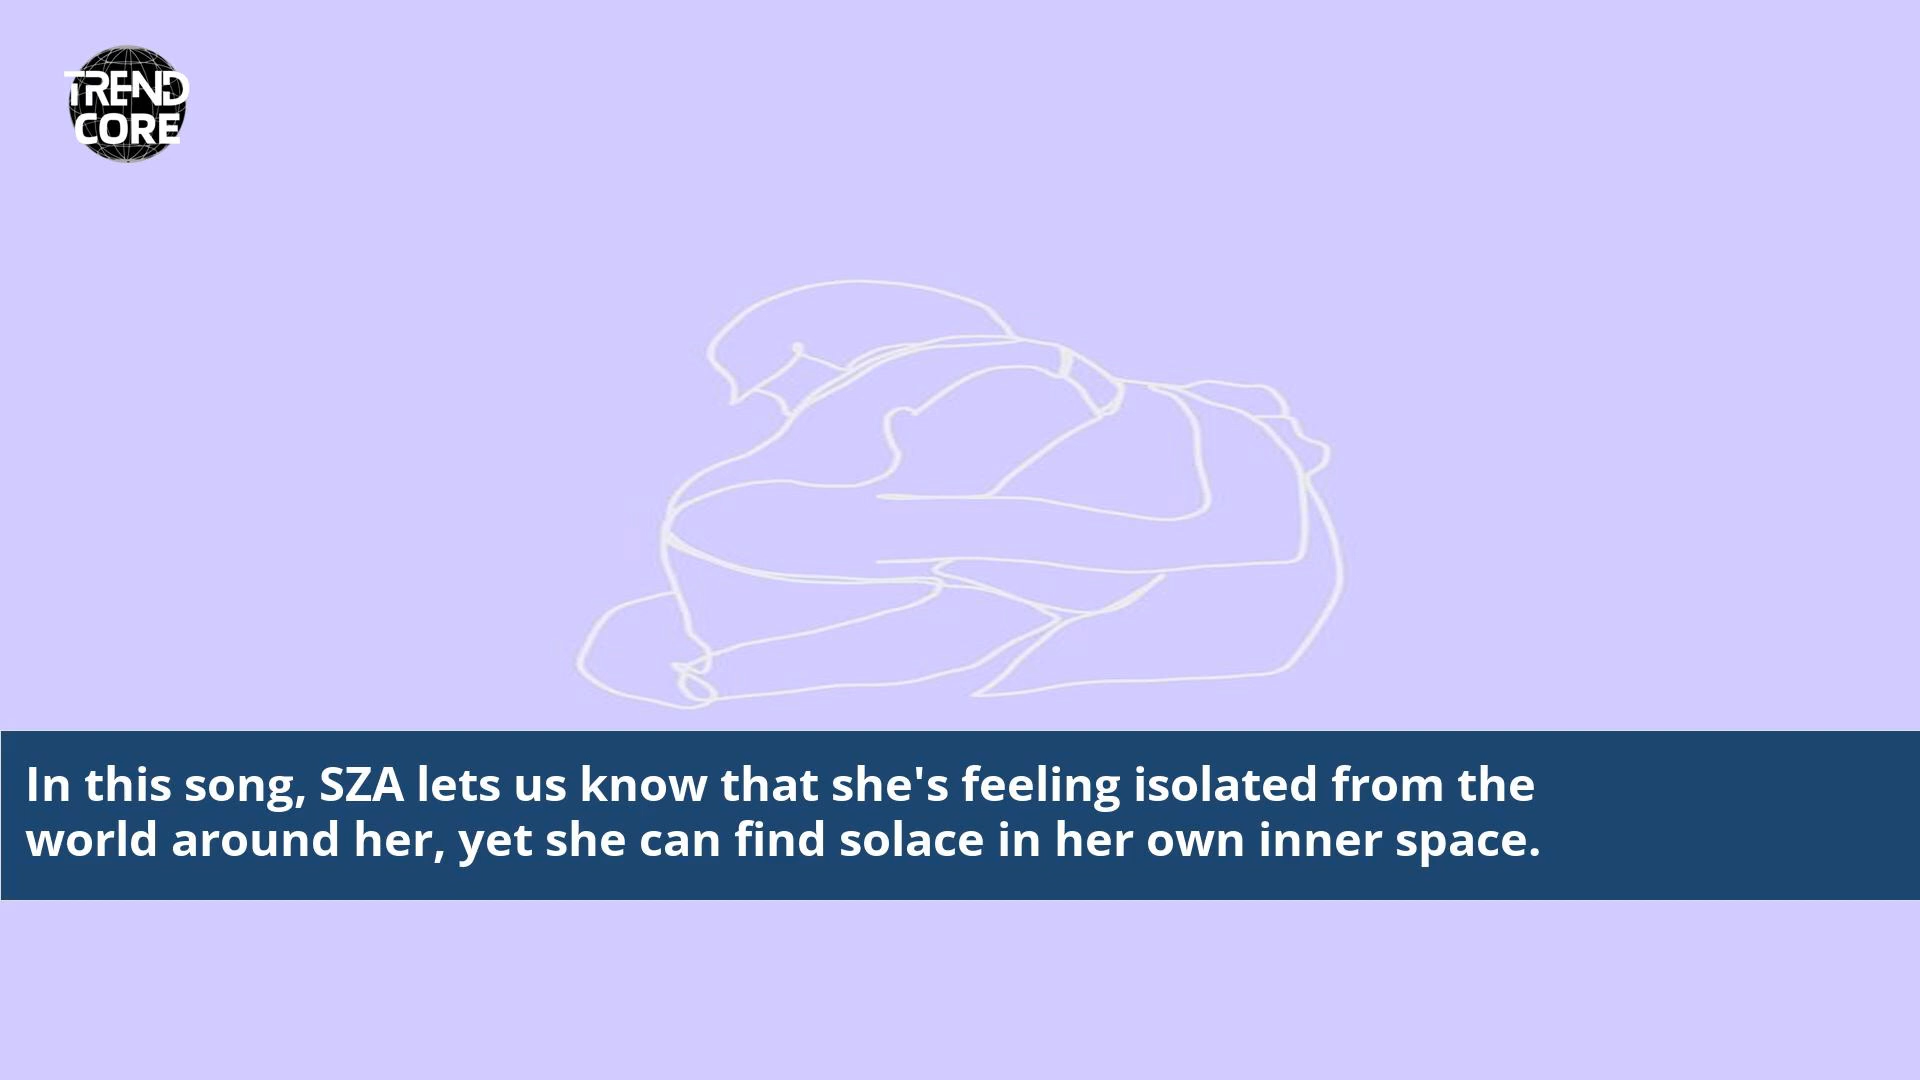 TREND
CORE
In this song, SZA lets us know that she's feeling isolated from the
world around her, yet she can find solace in her own inner space.